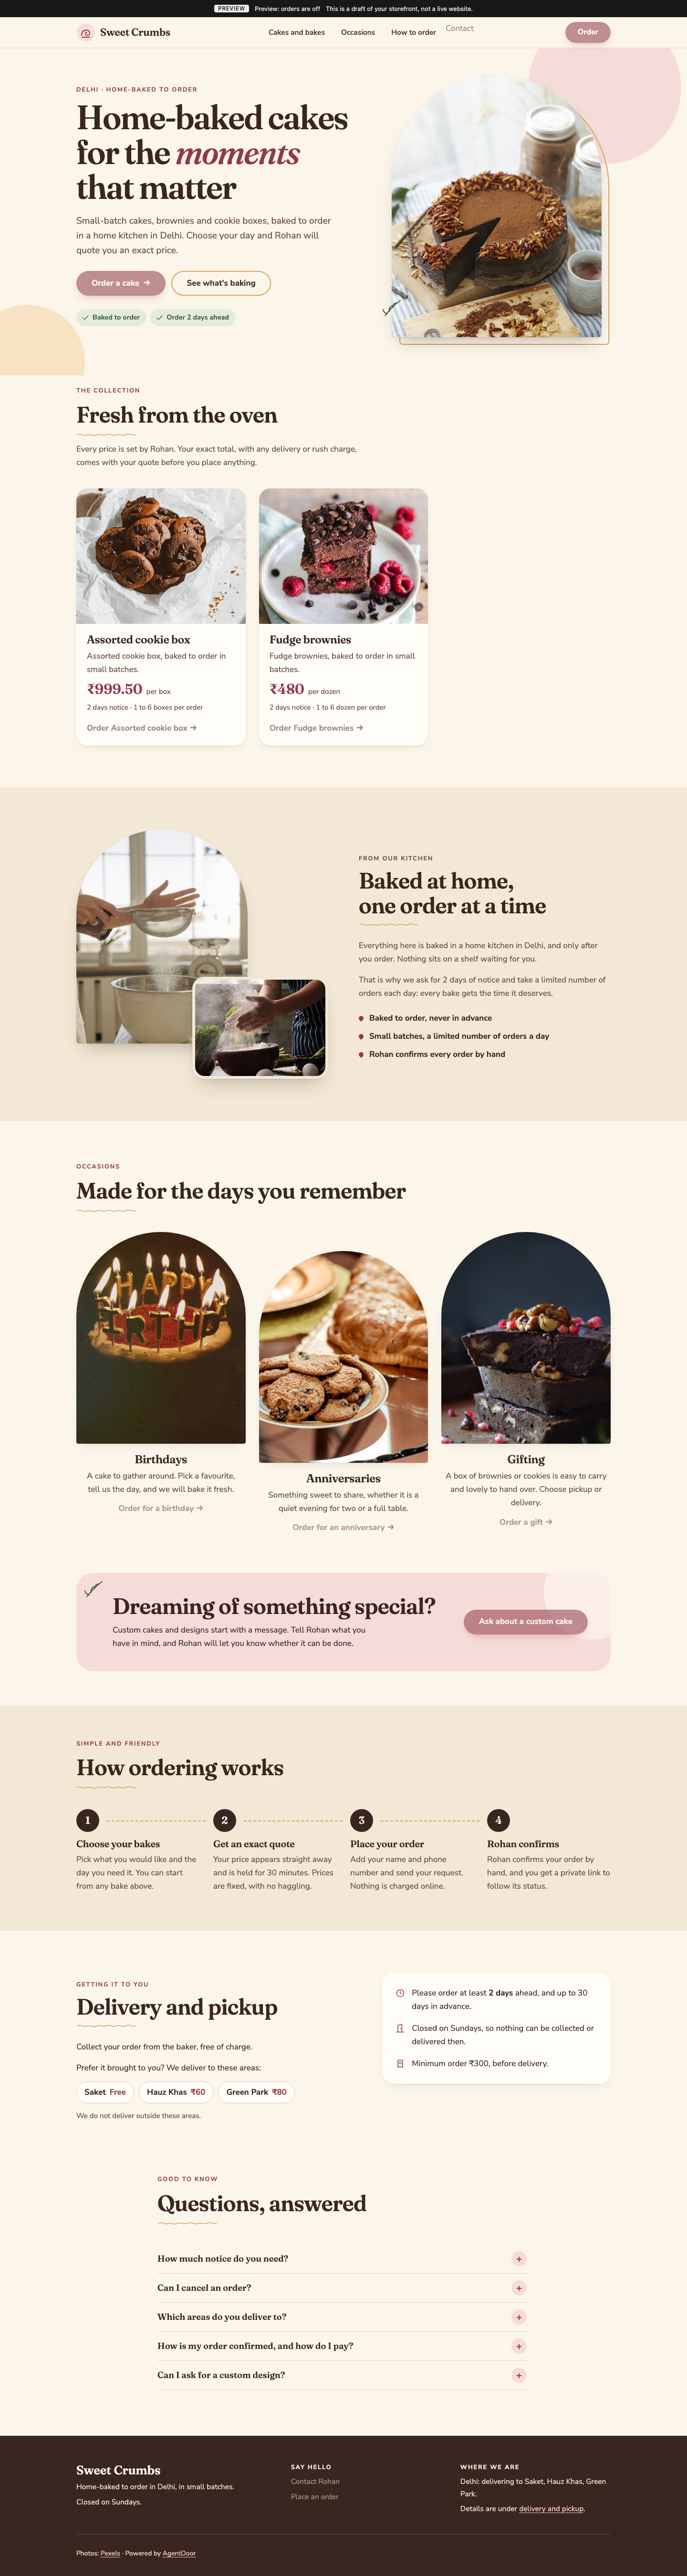 PREVIEW Preview: orders are off This is a draft of your storefront, not a live website.
Sweet Crumbs
Cakes and bakes Occasions How to order Contact
Order
DELHI · HOME-BAKED TO ORDER
Home-baked cakes
for the moments
that matter
Small-batch cakes, brownies and cookie boxes, baked to order
in a home kitchen in Delhi. Choose your day and Rohan will
quote you an exact price.
Order a cake →
See what's baking
Baked to order
Order 2 days ahead
THE COLLECTION
Fresh from the oven
Every price is set by Rohan. Your exact total, with any delivery or rush charge,
comes with your quote before you place anything.
Assorted cookie box
Assorted cookie box, baked to order in
small batches.
₹999.50 per box
2 days notice · 1 to 6 boxes per order
Order Assorted cookie box →
Fudge brownies
Fudge brownies, baked to order in small
batches.
₹480 per dozen
2 days notice · 1 to 6 dozen per order
Order Fudge brownies →
FROM OUR KITCHEN
Baked at home,
one order at a time
Everything here is baked in a home kitchen in Delhi, and only after
you order. Nothing sits on a shelf waiting for you.
That is why we ask for 2 days of notice and take a limited number of
orders each day: every bake gets the time it deserves.
Baked to order, never in advance
Small batches, a limited number of orders a day
Rohan confirms every order by hand
OCCASIONS
Made for the days you remember
HAPPY
IRTHD
Birthdays
A cake to gather around. Pick a favourite,
tell us the day, and we will bake it fresh.
Order for a birthday →
Anniversaries
Something sweet to share, whether it is a
quiet evening for two or a full table.
Order for an anniversary →
Gifting
A box of brownies or cookies is easy to carry
and lovely to hand over. Choose pickup or
delivery.
Order a gift →
Dreaming of something special?
Custom cakes and designs start with a message. Tell Rohan what you
have in mind, and Rohan will let you know whether it can be done.
Ask about a custom cake
SIMPLE AND FRIENDLY
How ordering works
1
Choose your bakes
Pick what you would like and the
day you need it. You can start
from any bake above.
2
Get an exact quote
Your price appears straight away
and is held for 30 minutes. Prices
are fixed, with no haggling.
3
Place your order
Add your name and phone
number and send your request.
Nothing is charged online.
4
Rohan confirms
Rohan confirms your order by
hand, and you get a private link to
follow its status.
GETTING IT TO YOU
Delivery and pickup
Collect your order from the baker, free of charge.
Prefer it brought to you? We deliver to these areas:
Saket Free
Hauz Khas ₹60
Green Park ₹80
We do not deliver outside these areas.
Please order at least 2 days ahead, and up to 30
days in advance.
Closed on Sundays, so nothing can be collected or
delivered then.
Minimum order ₹300, before delivery.
GOOD TO KNOW
Questions, answered
How much notice do you need? +
Can I cancel an order? +
Which areas do you deliver to? +
How is my order confirmed, and how do I pay? +
Can I ask for a custom design? +
Sweet Crumbs
Home-baked to order in Delhi, in small batches.
Closed on Sundays.
SAY HELLO
Contact Rohan
Place an order
WHERE WE ARE
Delhi: delivering to Saket, Hauz Khas, Green
Park.
Details are under delivery and pickup.
Photos: Pexels · Powered by AgentDoor